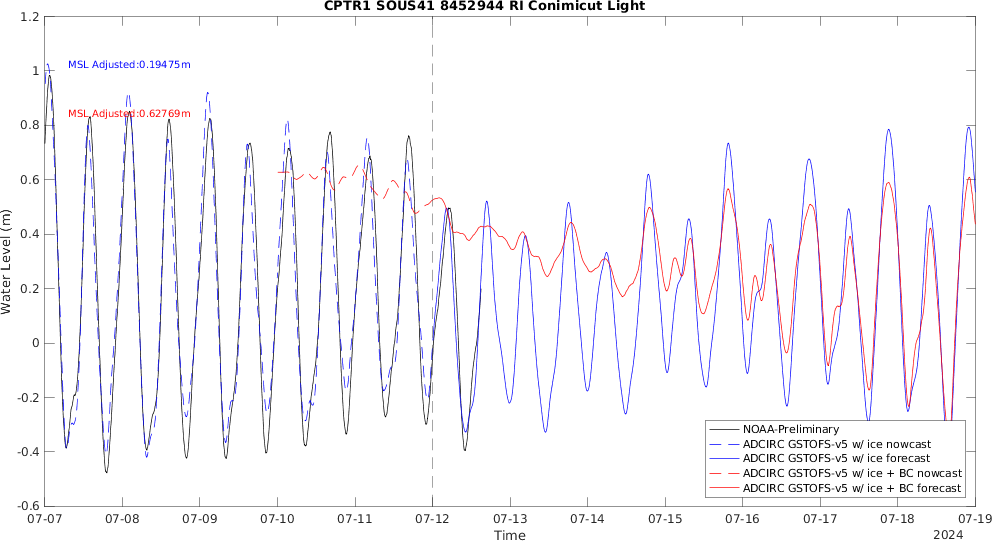 CPTR1 SOUS41 8452944 RI Conimicut Light
1.2
1
0.8
0.6
0.4
0.2
0
-0.2
-0.4
-0.6
Water Level (m)
MSL Adjusted:0.19475m
MSL Adjusted:0.62769m
NOAA-Preliminary
ADCIRC GSTOFS-v5 w/ ice nowcast
ADCIRC GSTOFS-v5 w/ ice forecast
ADCIRC GSTOFS-v5 w/ ice + BC nowcast
ADCIRC GSTOFS-v5 w/ ice + BC forecast
07-07 07-08 07-09 07-10 07-11 07-12 07-13 07-14 07-15 07-16 07-17 07-18 07-19
Time
2024